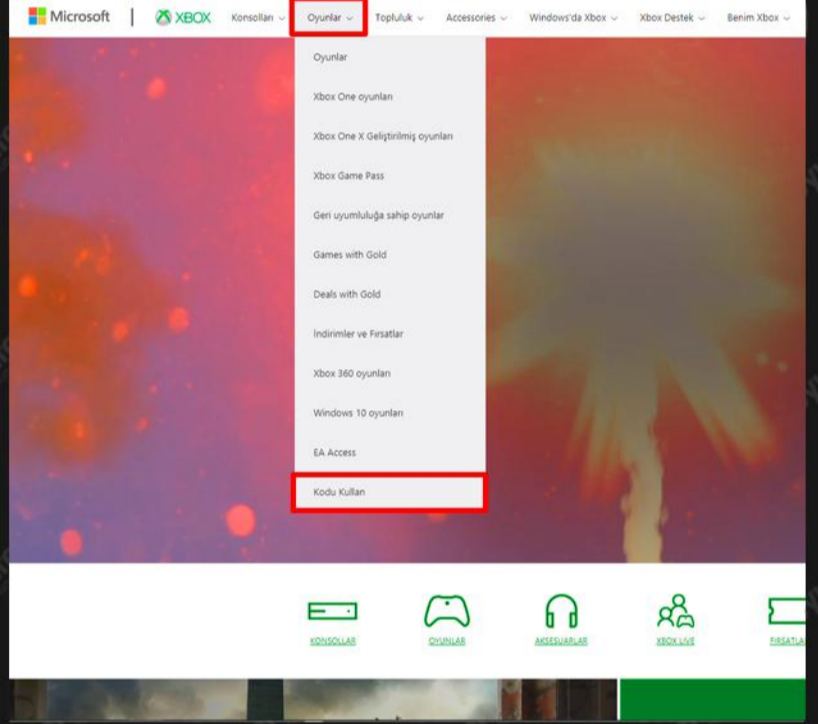 Microsoft | XBOX Konsolları Oyunlar Topluluk Accessories Windows'da Xbox Xbox Destek Benim Xbox
Oyunlar
Xbox One oyunları
Xbox One X Geliştirilmiş oyunları
Xbox Game Pass
Geri uyumluluğa sahip oyunlar
Games with Gold
Deals with Gold
İndirimler ve Fırsatlar
Xbox 360 oyunları
Windows 10 oyunları
EA Access
Kodu Kullan
KONSOLLAR OYUNLAR AKSESUARLAR XBOX LIVE FIRSATLA